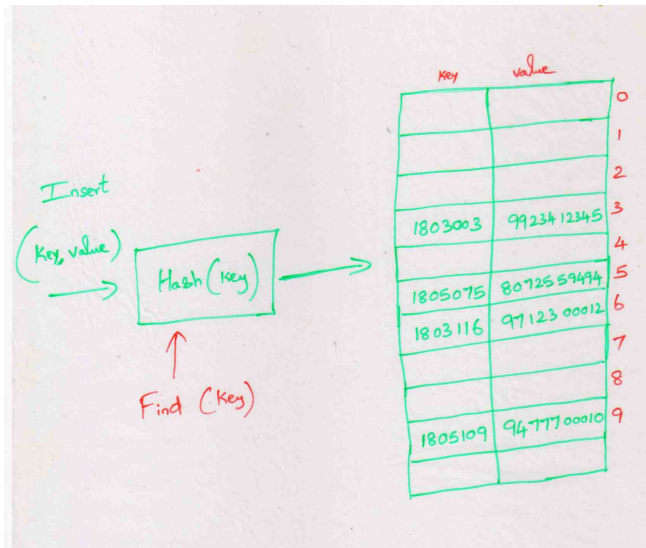 Key value
0
1
2
Insert
3
1803003 9923412345
(Key, value)
4
Hash (Key)
5
1805075 8072559494
6
1803116 9712300012
7
8
Find (Key)
9
1805109 9477700010